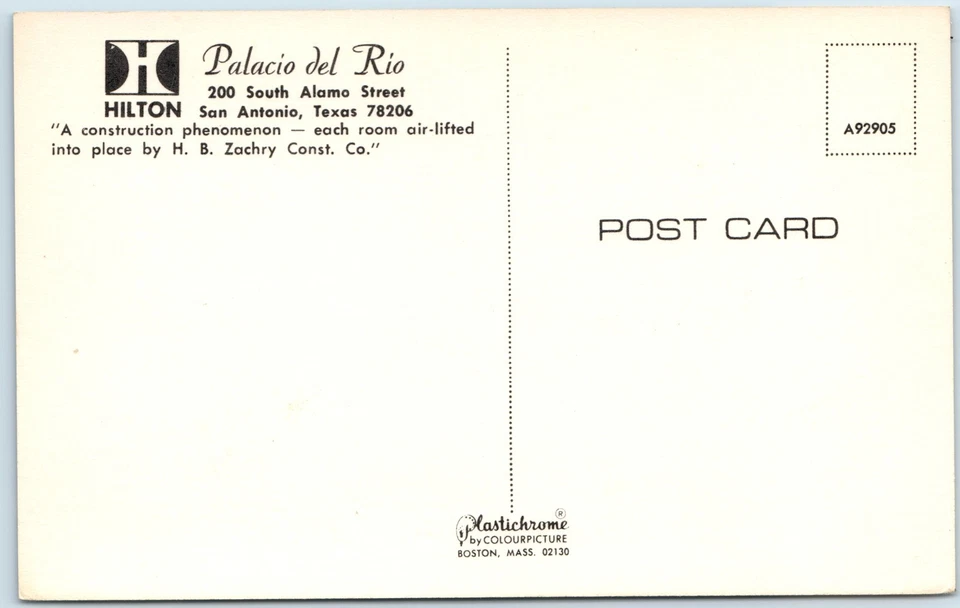 H
HILTON
Palacio del Rio
200 South Alamo Street
San Antonio, Texas 78206
"A construction phenomenon — each room air-lifted
into place by H. B. Zachry Const. Co."
A92905
POST CARD
Plastichrome®
by COLOURPICTURE
BOSTON, MASS. 02130